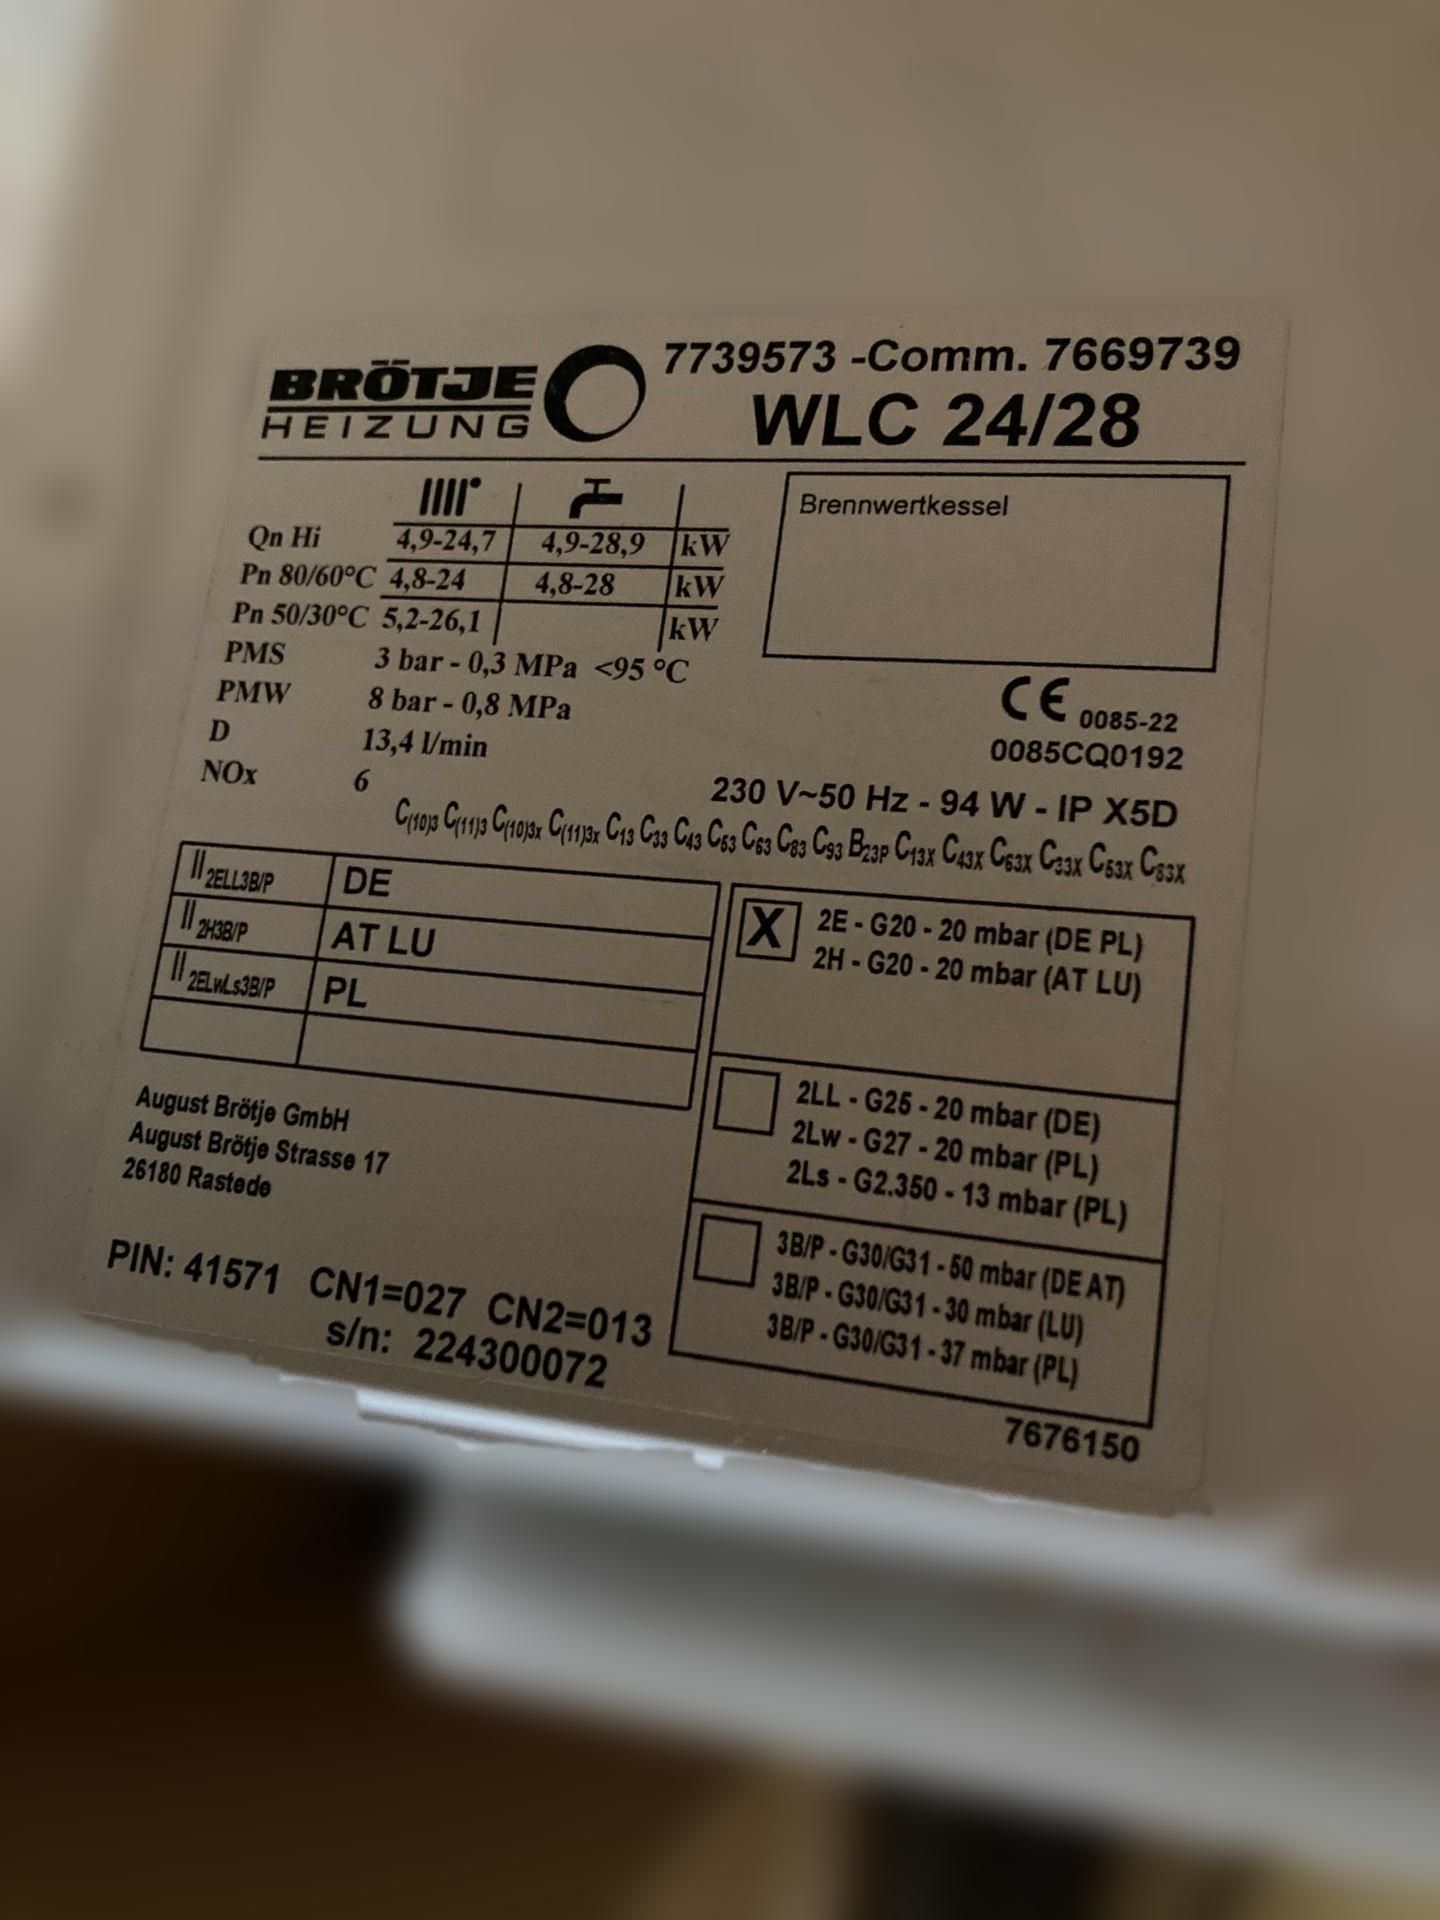 BRÖTJE
HEIZUNG
7739573 -Comm. 7669739
WLC 24/28
Brennwertkessel
Qn Hi 4,9-24,7 4,9-28,9 kW
Pn 80/60°C 4,8-24 4,8-28 kW
Pn 50/30°C 5,2-26,1 kW
PMS 3 bar - 0,3 MPa <95 °C
PMW 8 bar - 0,8 MPa
D 13,4 l/min
NOx 6
CE 0085-22
0085CQ0192
230 V~50 Hz - 94 W - IP X5D
C(10)3 C(11)3 C(10)3x C(11)3x C13 C33 C43 C53 C63 C83 C93 B23P C13X C43X C63X C33X C53X C83X
II2ELL3B/P DE
II2H3B/P AT LU
II2ELwLs3B/P PL
X 2E - G20 - 20 mbar (DE PL)
2H - G20 - 20 mbar (AT LU)
2LL - G25 - 20 mbar (DE)
2Lw - G27 - 20 mbar (PL)
2Ls - G2.350 - 13 mbar (PL)
3B/P - G30/G31 - 50 mbar (DE AT)
3B/P - G30/G31 - 30 mbar (LU)
3B/P - G30/G31 - 37 mbar (PL)
August Brötje GmbH
August Brötje Strasse 17
26180 Rastede
PIN: 41571 CN1=027 CN2=013
s/n: 224300072
7676150